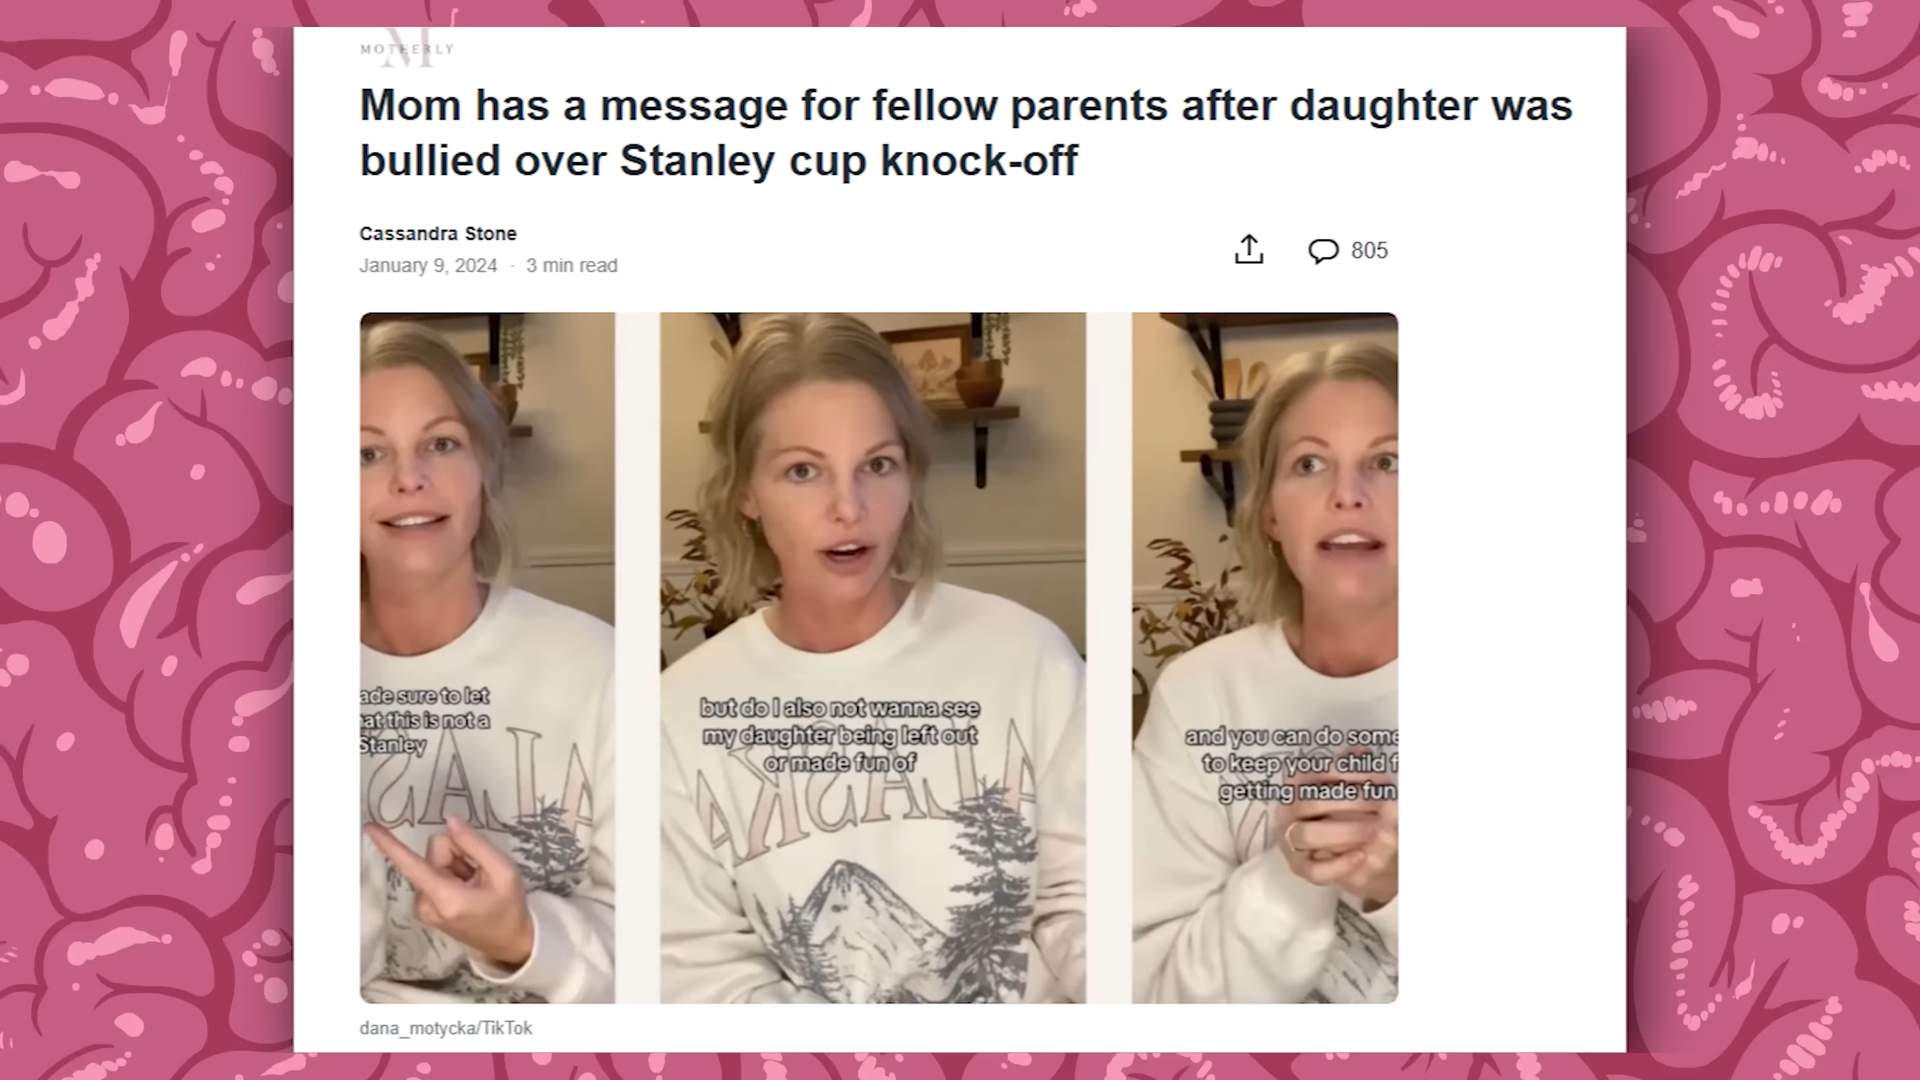 MOTHERLY
Mom has a message for fellow parents after daughter was
bullied over Stanley cup knock-off
Cassandra Stone
January 9, 2024 · 3 min read
805
ade sure to let
at this is not a
Stanley
but do I also not wanna see
my daughter being left out
or made fun of
and you can do some
to keep your child f
getting made fun
ALASKA
dana_motycka/TikTok